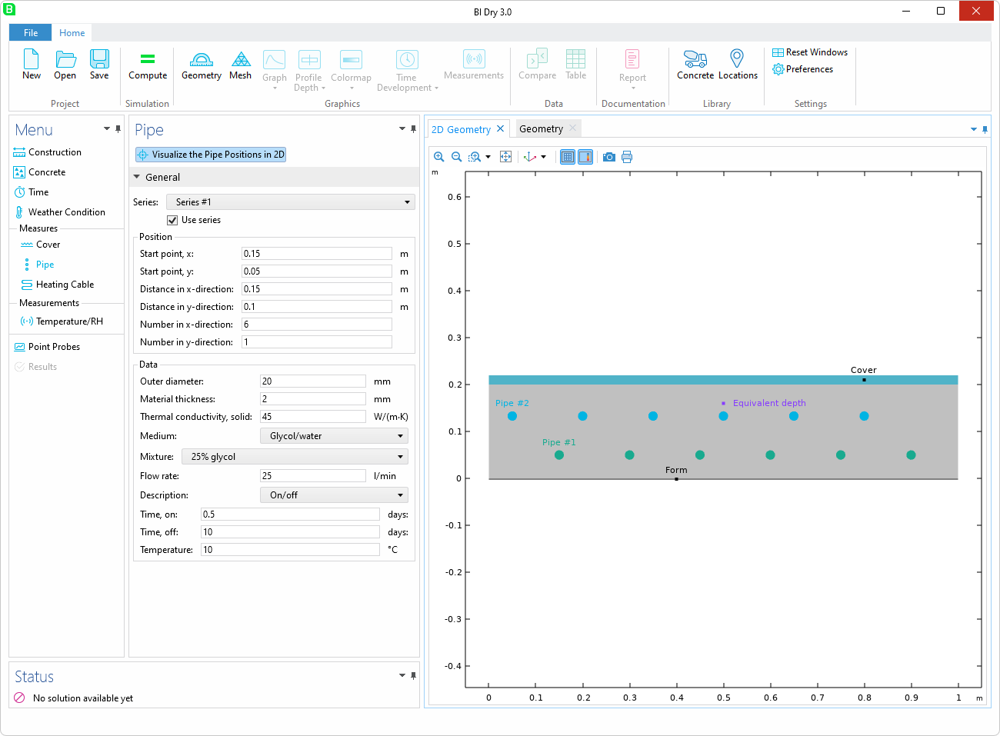 BI Dry 3.0
File Home
New Open Save
Project
Compute
Simulation
Geometry Mesh Graph Profile Depth Colormap Time Development Measurements
Graphics
Compare Table
Data
Report
Documentation
Concrete Locations
Library
Reset Windows
Preferences
Settings
Menu
Construction
Concrete
Time
Weather Condition
Measures
Cover
Pipe
Heating Cable
Measurements
Temperature/RH
Point Probes
Results
Pipe
Visualize the Pipe Positions in 2D
General
Series: Series #1
Use series
Position
Start point, x: 0.15 m
Start point, y: 0.05 m
Distance in x-direction: 0.15 m
Distance in y-direction: 0.1 m
Number in x-direction: 6
Number in y-direction: 1
Data
Outer diameter: 20 mm
Material thickness: 2 mm
Thermal conductivity, solid: 45 W/(m·K)
Medium: Glycol/water
Mixture: 25% glycol
Flow rate: 25 l/min
Description: On/off
Time, on: 0.5 days:
Time, off: 10 days:
Temperature: 10 °C
Status
No solution available yet
2D Geometry Geometry
m
0.6
0.5
0.4
0.3
0.2
0.1
0
-0.1
-0.2
-0.3
-0.4
Cover
Pipe #2 Equivalent depth
Pipe #1
Form
0 0.1 0.2 0.3 0.4 0.5 0.6 0.7 0.8 0.9 1 m